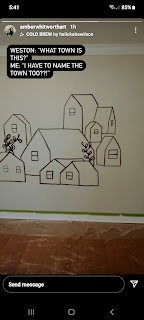 5:41
85%
amberwhitworthart 1h
COLD BREW by hellokatiewilson
WESTON: "WHAT TOWN IS
THIS?"
ME: "I HAVE TO NAME THE
TOWN TOO??!"
Send message